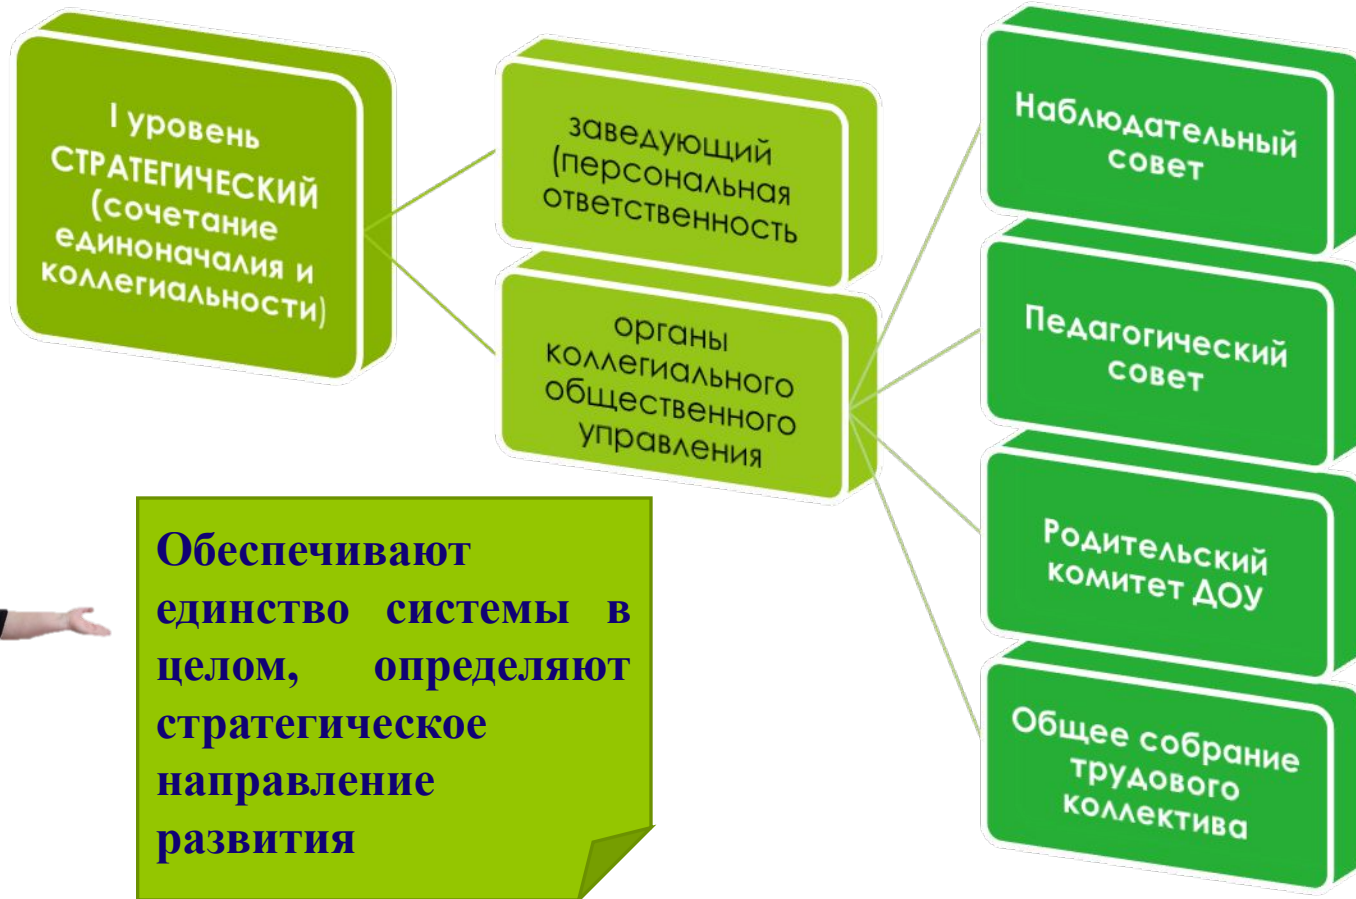 I уровень
СТРАТЕГИЧЕСКИЙ
(сочетание
единоначалия и
коллегиальности)
заведующий
(персональная
ответственность
органы
коллегиального
общественного
управления
Наблюдательный
совет
Педагогический
совет
Родительский
комитет ДОУ
Общее собрание
трудового
коллектива
Обеспечивают
единство системы в
целом, определяют
стратегическое
направление
развития